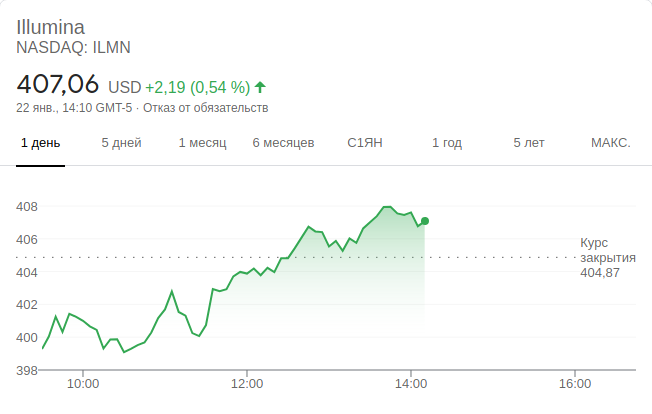 Illumina
NASDAQ: ILMN
407,06 USD +2,19 (0,54 %)
22 янв., 14:10 GMT-5 · Отказ от обязательств
1 день 5 дней 1 месяц 6 месяцев С1ЯН 1 год 5 лет МАКС.
408
406
Курс
закрытия
404,87
404
402
400
398
10:00 12:00 14:00 16:00